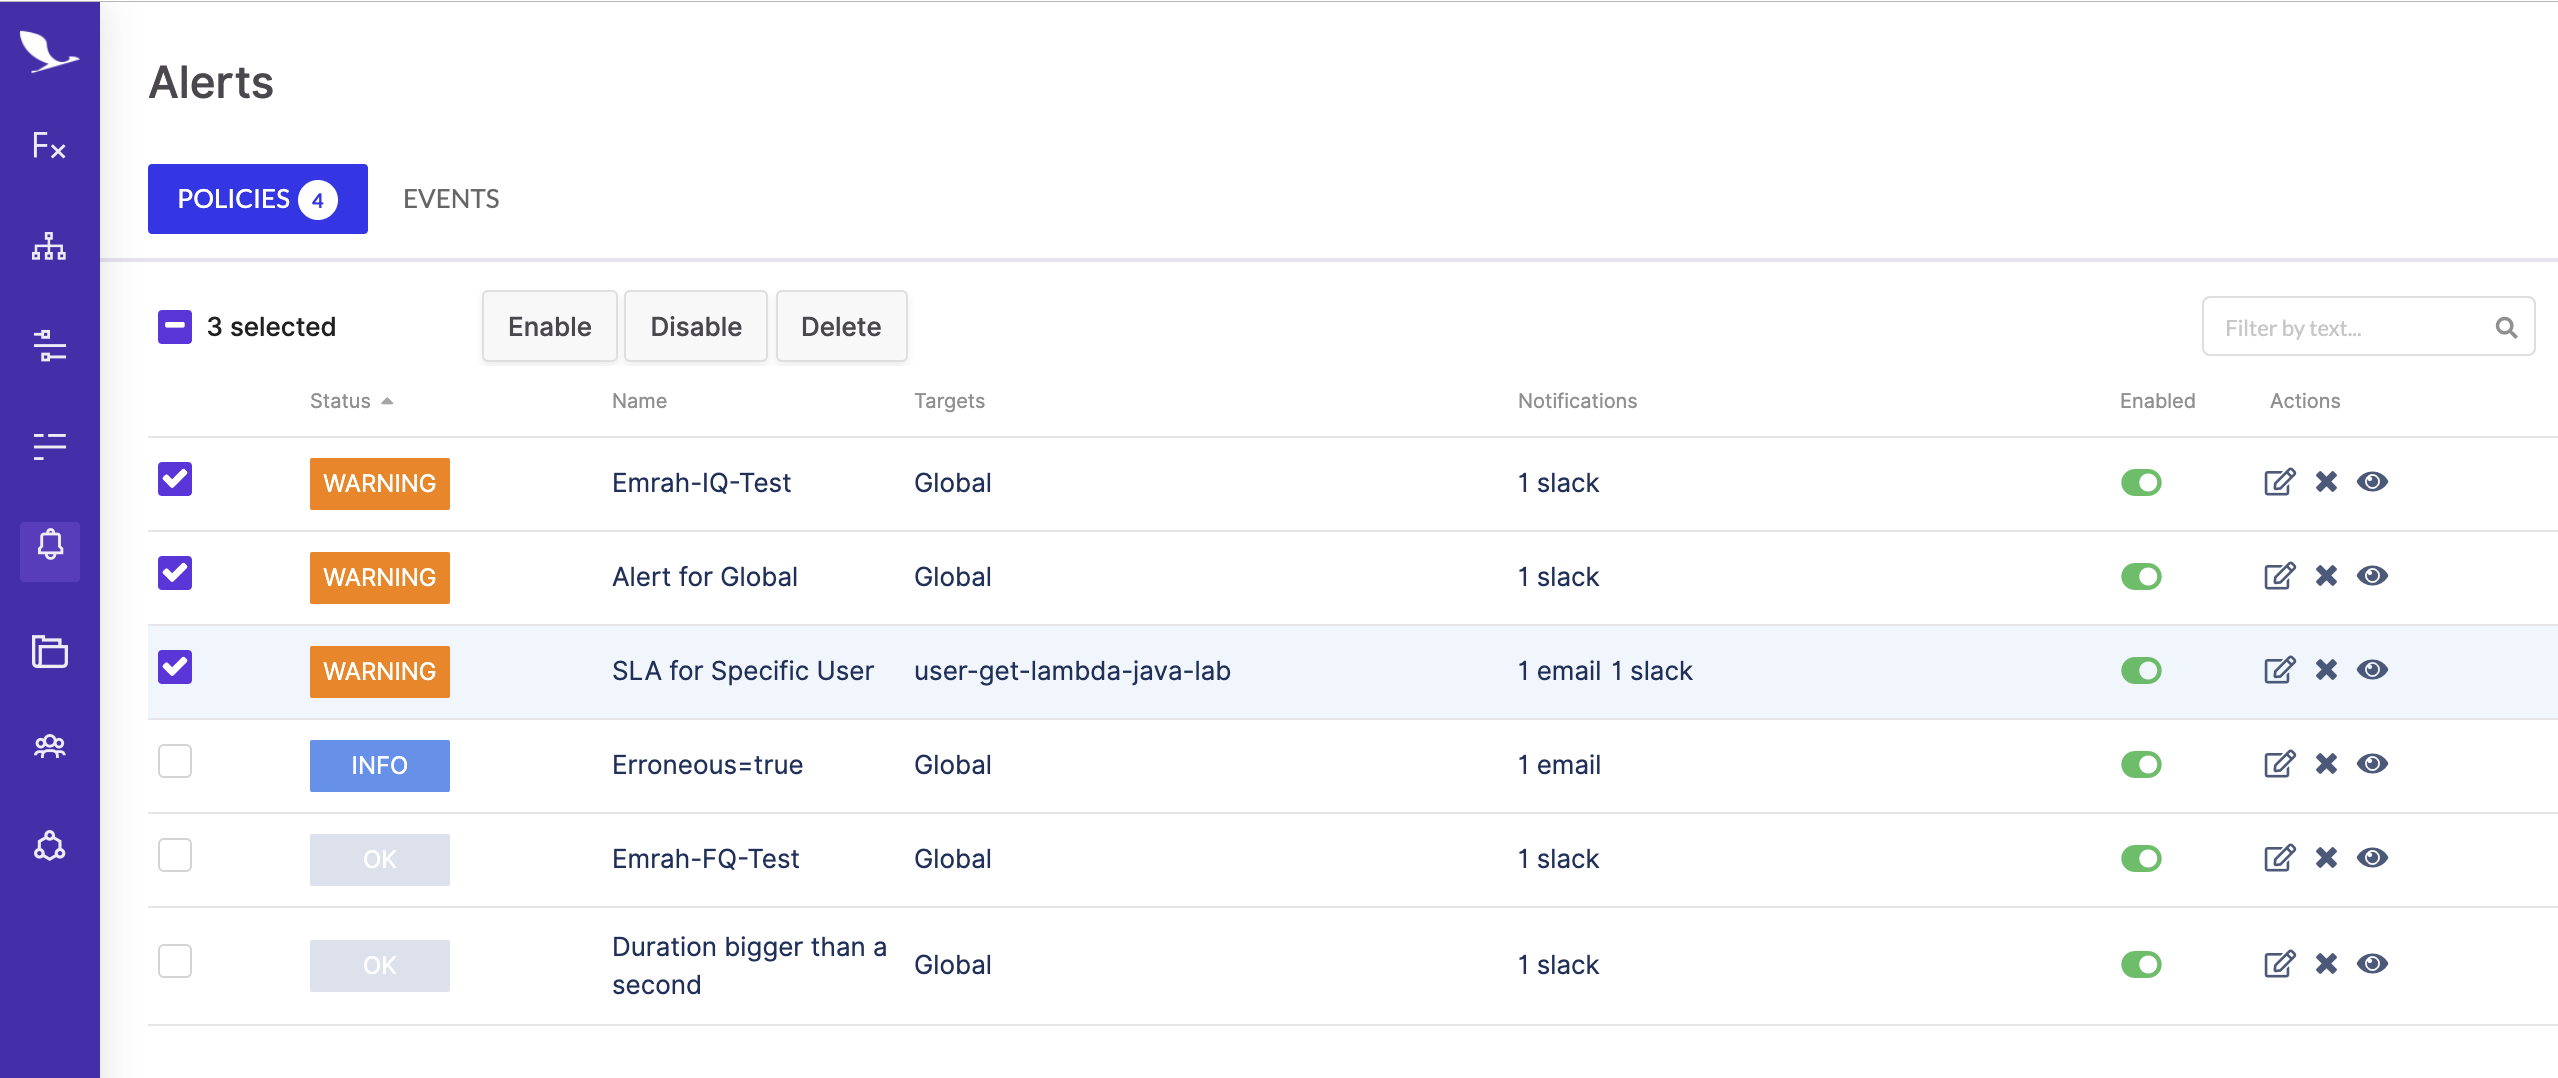 Alerts
Fx
POLICIES 4 EVENTS
3 selected Enable Disable Delete Filter by text...
Status Name Targets Notifications Enabled Actions
WARNING Emrah-IQ-Test Global 1 slack
WARNING Alert for Global Global 1 slack
WARNING SLA for Specific User user-get-lambda-java-lab 1 email 1 slack
INFO Erroneous=true Global 1 email
OK Emrah-FQ-Test Global 1 slack
OK Duration bigger than a Global 1 slack
second